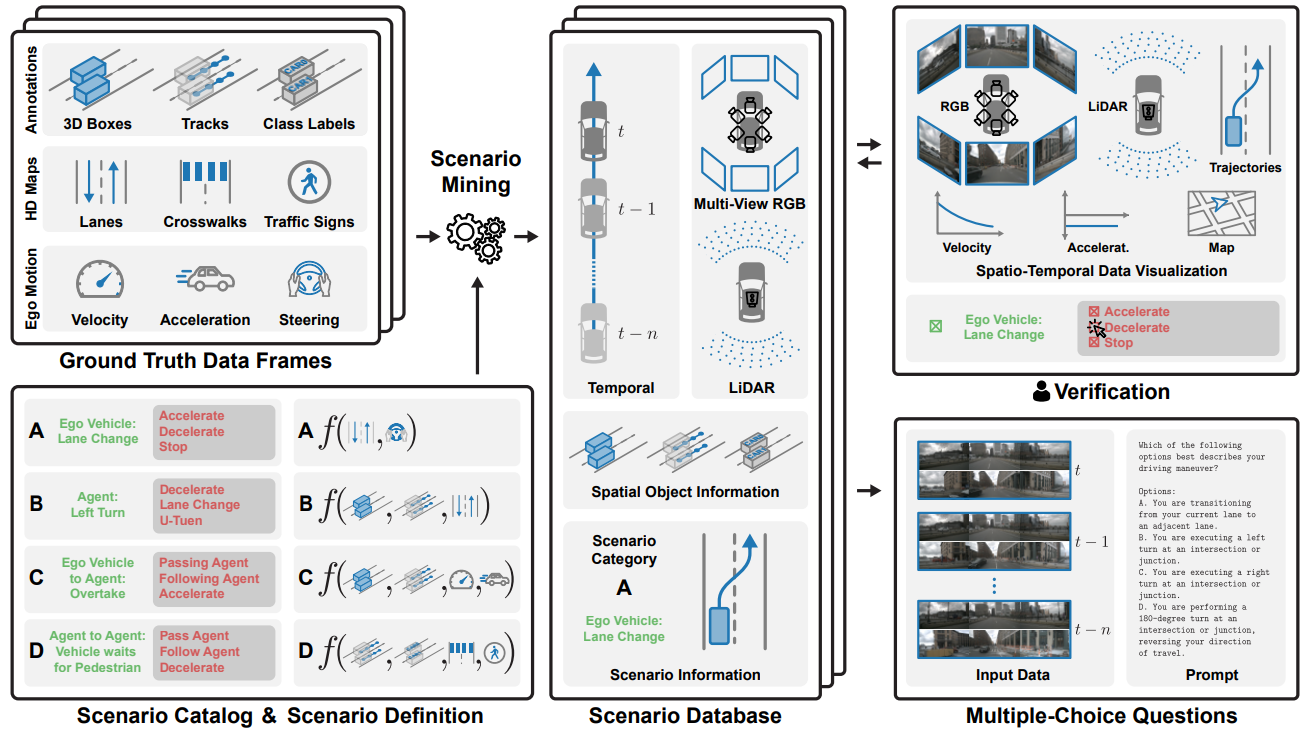 Annotations
3D Boxes
Tracks
CARD
CARS
Class Labels
HD Maps
Lanes
Crosswalks
Traffic Signs
Ego Motion
Velocity
Acceleration
Steering
Ground Truth Data Frames
Scenario
Mining
A
Ego Vehicle:
Lane Change
Accelerate
Decelerate
Stop
A f( , )
B
Agent:
Left Turn
Decelerate
Lane Change
U-Tuen
B f( , , )
C
Ego Vehicle
to Agent:
Overtake
Passing Agent
Following Agent
Accelerate
C f( , , , )
D
Agent to Agent:
Vehicle waits
for Pedestrian
Pass Agent
Follow Agent
Decelerate
D f( , , , )
Scenario Catalog & Scenario Definition
t
t − 1
t − n
Temporal
Multi-View RGB
LiDAR
Spatial Object Information
Scenario
Category
A
Ego Vehicle:
Lane Change
Scenario Information
Scenario Database
RGB
LiDAR
Trajectories
Velocity
Accelerat.
Map
Spatio-Temporal Data Visualization
Ego Vehicle:
Lane Change
Accelerate
Decelerate
Stop
Verification
t
t − 1
t − n
Input Data
Which of the following
options best describes your
driving maneuver?
Options:
A. You are transitioning
from your current lane to
an adjacent lane.
B. You are executing a left
turn at an intersection or
junction.
C. You are executing a right
turn at an intersection or
junction.
D. You are performing a
180-degree turn at an
intersection or junction,
reversing your direction
of travel.
Prompt
Multiple-Choice Questions